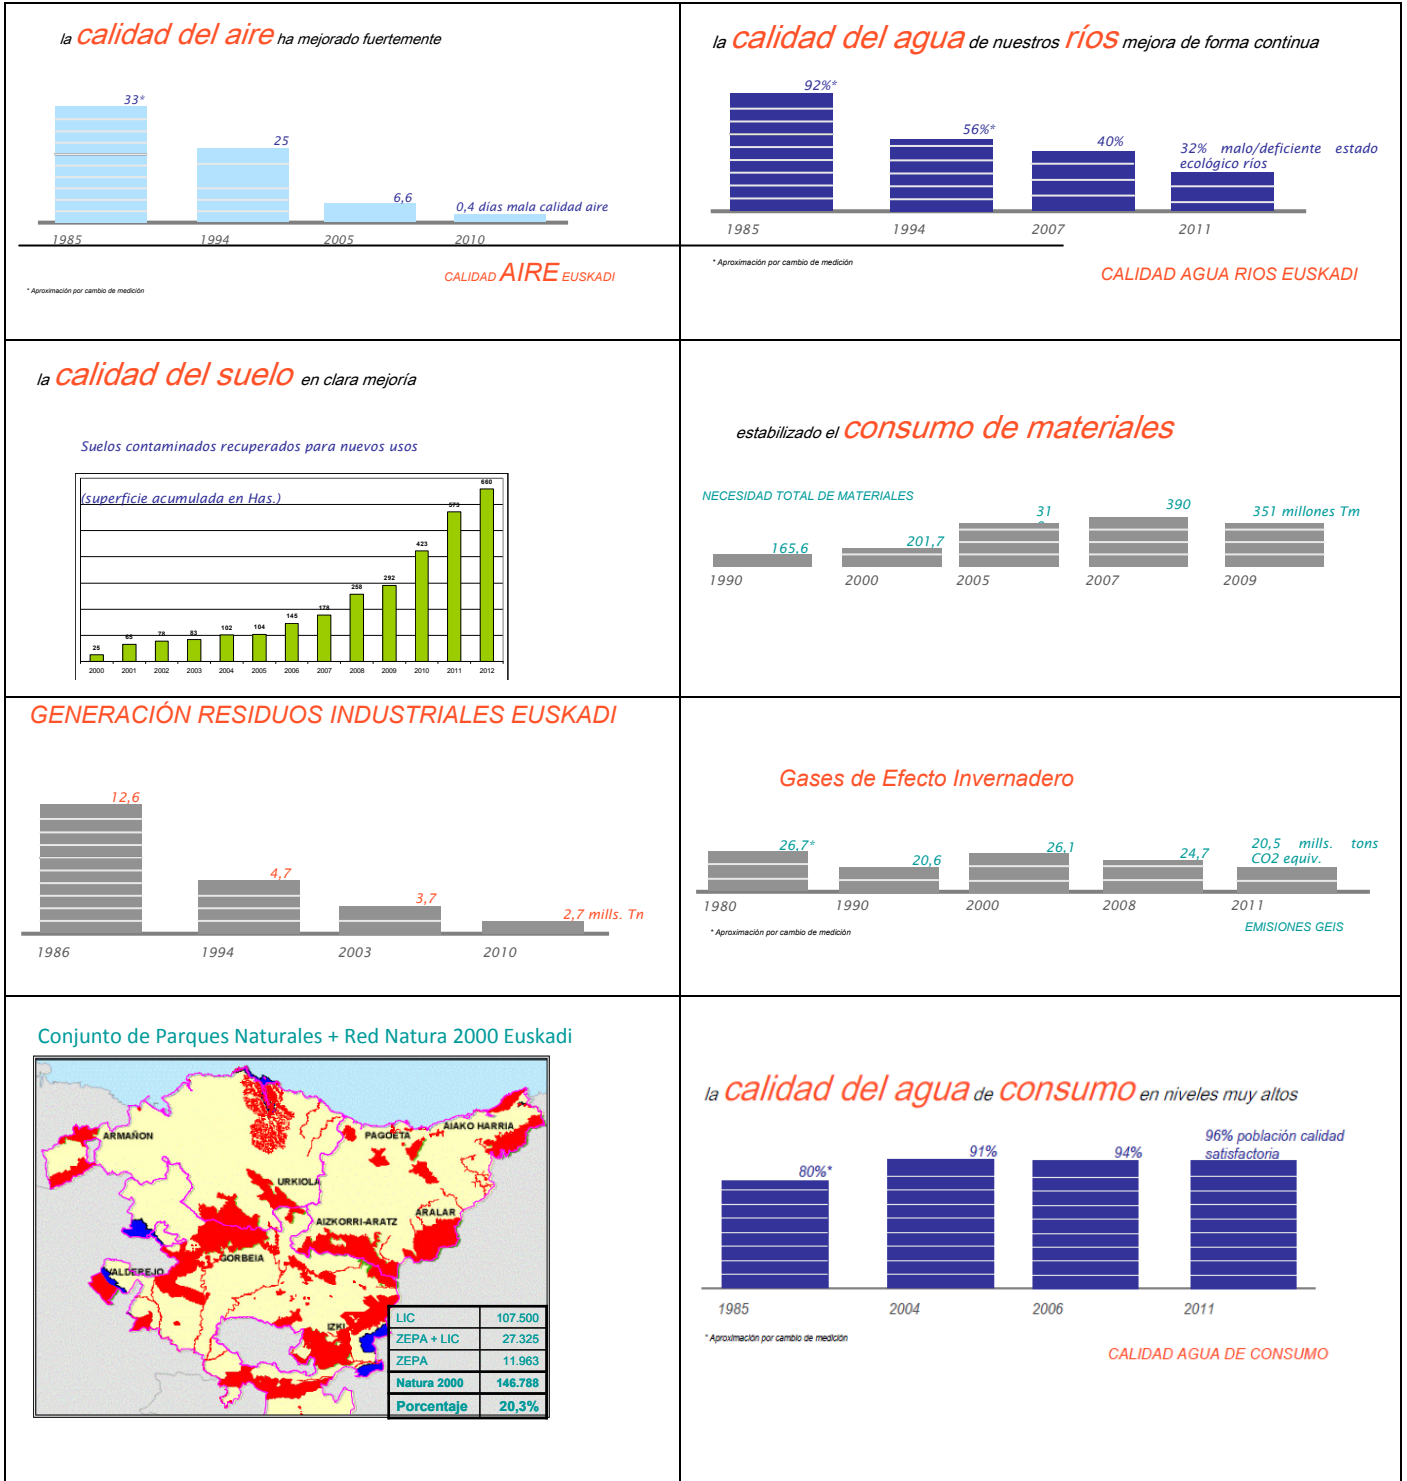 la calidad del aire ha mejorado fuertemente
33*
25
6,6
0,4 días mala calidad aire
1985
1994
2005
2010
CALIDAD AIRE EUSKADI
* Aproximación por cambio de medición
la calidad del agua de nuestros ríos mejora de forma continua
92%*
56%*
40%
32% malo/deficiente estado
ecológico ríos
1985
1994
2007
2011
* Aproximación por cambio de medición
CALIDAD AGUA RIOS EUSKADI
la calidad del suelo en clara mejoría
Suelos contaminados recuperados para nuevos usos
(superficie acumulada en Has.)
25
65
78
83
102
104
145
178
258
292
423
573
660
2000
2001
2002
2003
2004
2005
2006
2007
2008
2009
2010
2011
2012
estabilizado el consumo de materiales
NECESIDAD TOTAL DE MATERIALES
165,6
201,7
31
390
351 millones Tm
1990
2000
2005
2007
2009
GENERACIÓN RESIDUOS INDUSTRIALES EUSKADI
12,6
4,7
3,7
2,7 mills. Tn
1986
1994
2003
2010
Gases de Efecto Invernadero
26,7*
20,6
26,1
24,7
20,5 mills. tons
CO2 equiv.
1980
1990
2000
2008
2011
* Aproximación por cambio de medición
EMISIONES GEIS
Conjunto de Parques Naturales + Red Natura 2000 Euskadi
ARMAÑON
PAGOETA
AIAKO HARRIA
URKIOLA
AIZKORRI-ARATZ
ARALAR
GORBEIA
VALDEREJO
IZKI
LIC 107.500
ZEPA + LIC 27.325
ZEPA 11.963
Natura 2000 146.788
Porcentaje 20,3%
la calidad del agua de consumo en niveles muy altos
80%*
91%
94%
96% población calidad
satisfactoria
1985
2004
2006
2011
* Aproximación por cambio de medición
CALIDAD AGUA DE CONSUMO